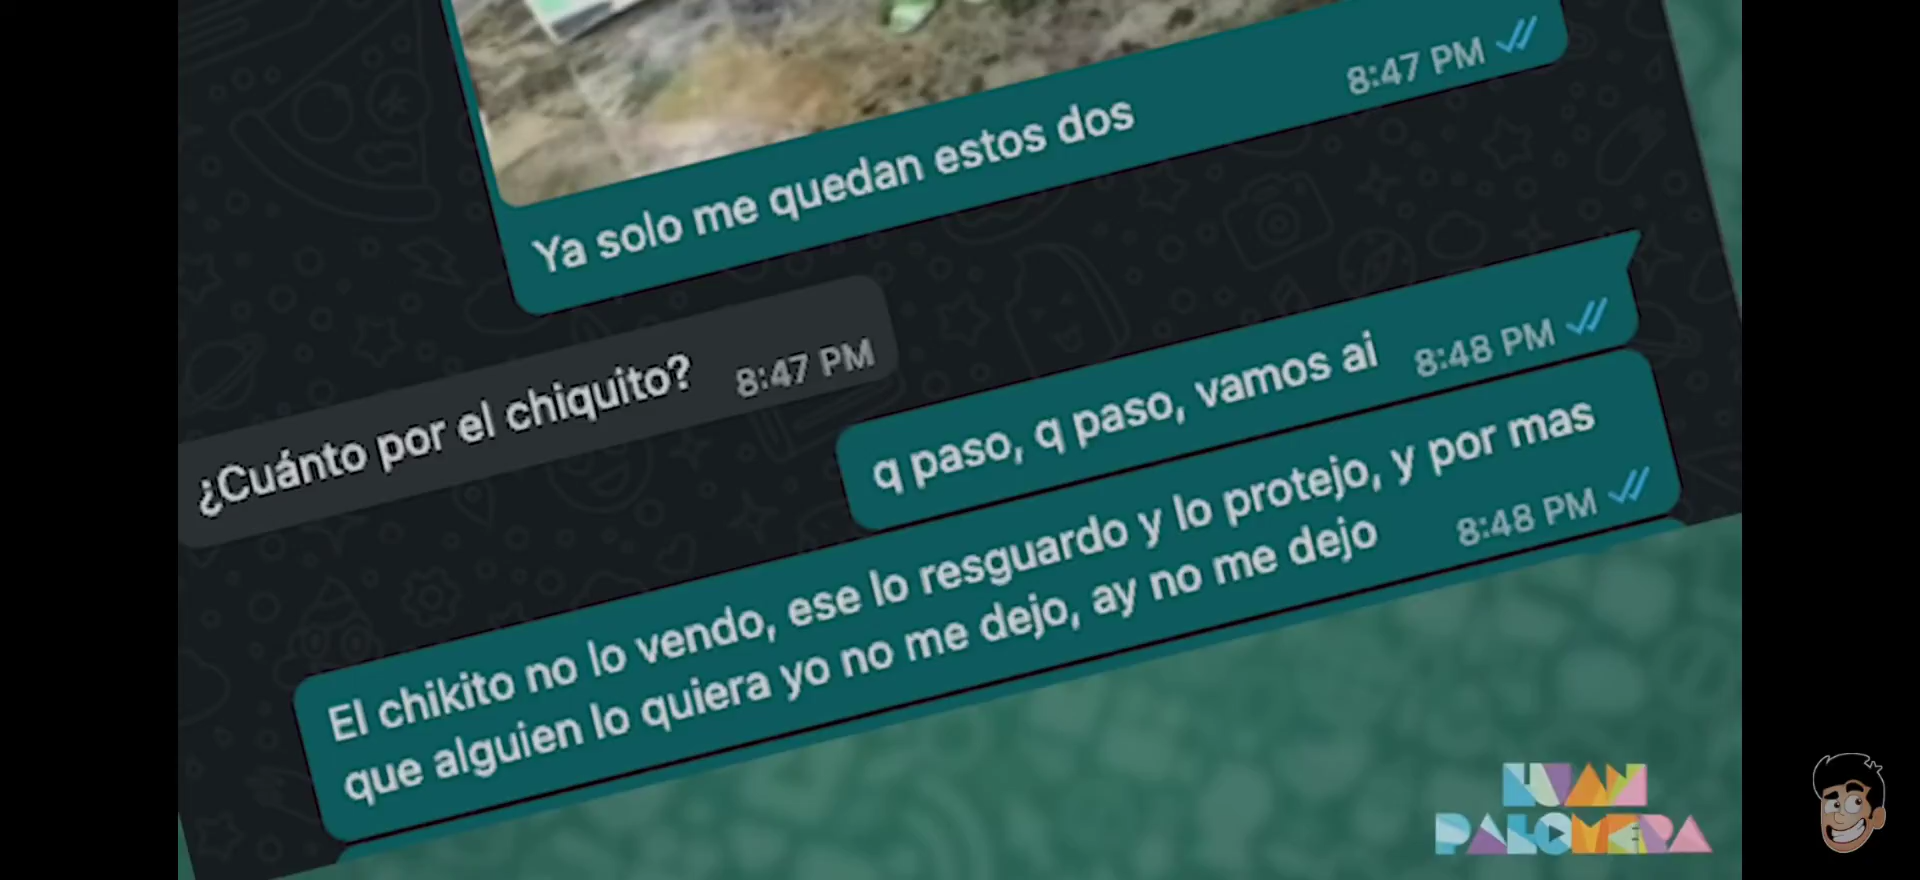 8:47 PM
Ya solo me quedan estos dos
¿Cuánto por el chiquito? 8:47 PM
q paso, q paso, vamos ai 8:48 PM
El chikito no lo vendo, ese lo resguardo y lo protejo, y por mas
que alguien lo quiera yo no me dejo, ay no me dejo 8:48 PM
LUAN
PALOMERA